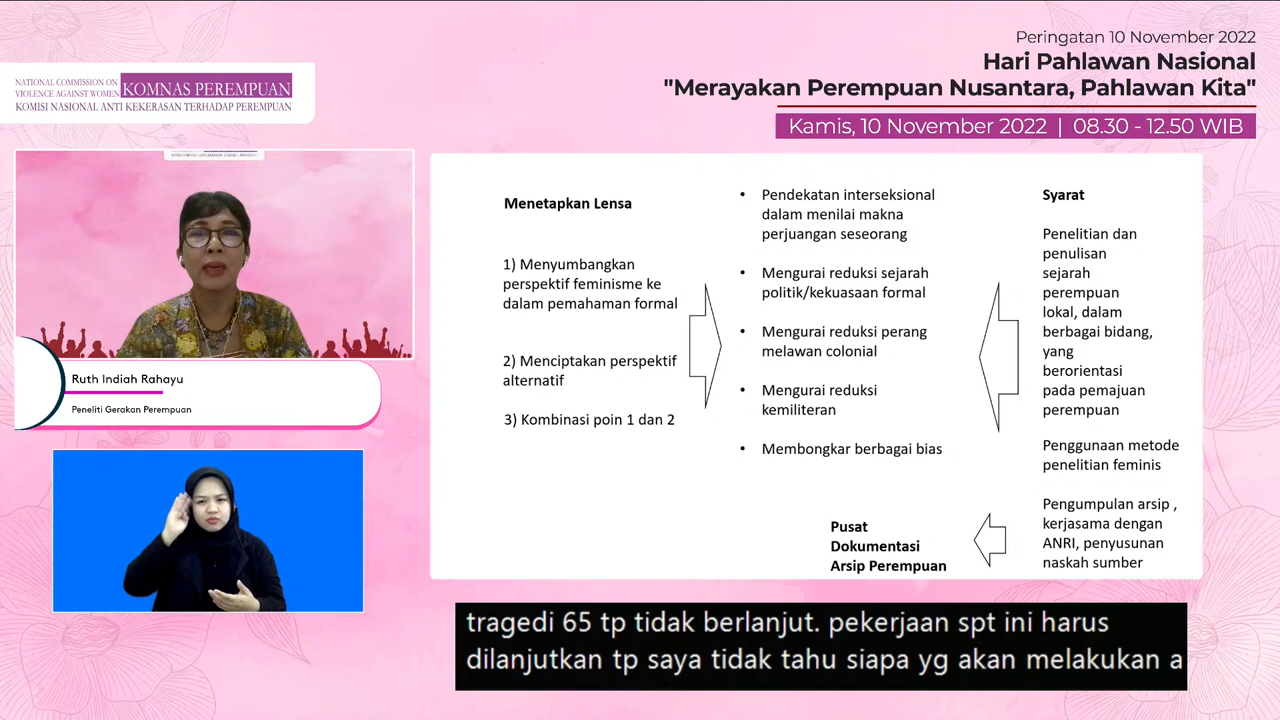 Peringatan 10 November 2022
Hari Pahlawan Nasional
"Merayakan Perempuan Nusantara, Pahlawan Kita"
Kamis, 10 November 2022 | 08.30 - 12.50 WIB
NATIONAL COMMISSION ON
VIOLENCE AGAINST WOMEN
KOMNAS PEREMPUAN
KOMISI NASIONAL ANTI KEKERASAN TERHADAP PEREMPUAN
Ruth Indiah Rahayu
Peneliti Gerakan Perempuan
Menetapkan Lensa
1) Menyumbangkan
perspektif feminisme ke
dalam pemahaman formal
2) Menciptakan perspektif
alternatif
3) Kombinasi poin 1 dan 2
• Pendekatan interseksional
dalam menilai makna
perjuangan seseorang
• Mengurai reduksi sejarah
politik/kekuasaan formal
• Mengurai reduksi perang
melawan colonial
• Mengurai reduksi
kemiliteran
• Membongkar berbagai bias
Syarat
Penelitian dan
penulisan
sejarah
perempuan
lokal, dalam
berbagai bidang,
yang
berorientasi
pada pemajuan
perempuan
Penggunaan metode
penelitian feminis
Pengumpulan arsip ,
kerjasama dengan
ANRI, penyusunan
naskah sumber
Pusat
Dokumentasi
Arsip Perempuan
tragedi 65 tp tidak berlanjut. pekerjaan spt ini harus
dilanjutkan tp saya tidak tahu siapa yg akan melakukan a